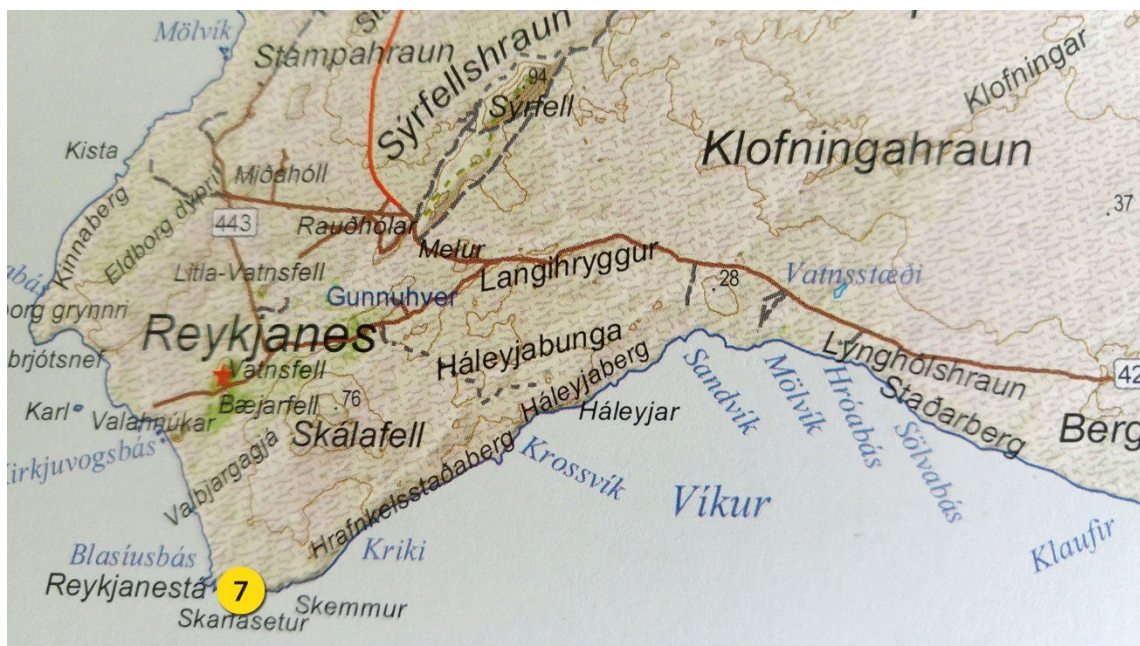 Mölvík
Stampahraun
Sýrfellshraun
94
Sýrfell
Klofningar
Klofningahraun
Kista
Miðahóll
37
Kinnaberg
Eldborg dýpri
443
Rauðhólar
Melur
Langihryggur
Litla-Vatnsfell
28
Vatnsstæði
Gunnuhver
Reykjanes
Háleyjabunga
Lynghólshraun
42
Vatnsfell
Háleyjaberg
Sandvík
Mölvík
Hróabás
Staðarberg
Karl
Valahnúkar
Bæjarfell
76
Háleyjar
Skálafell
Sölvabás
Berg
Valbjargagjá
Krossvík
Víkur
Hrafnkelsstaðaberg
Klaufir
Blasíusbás
Kriki
Reykjanestá
7
Skemmur
Skarfasetur